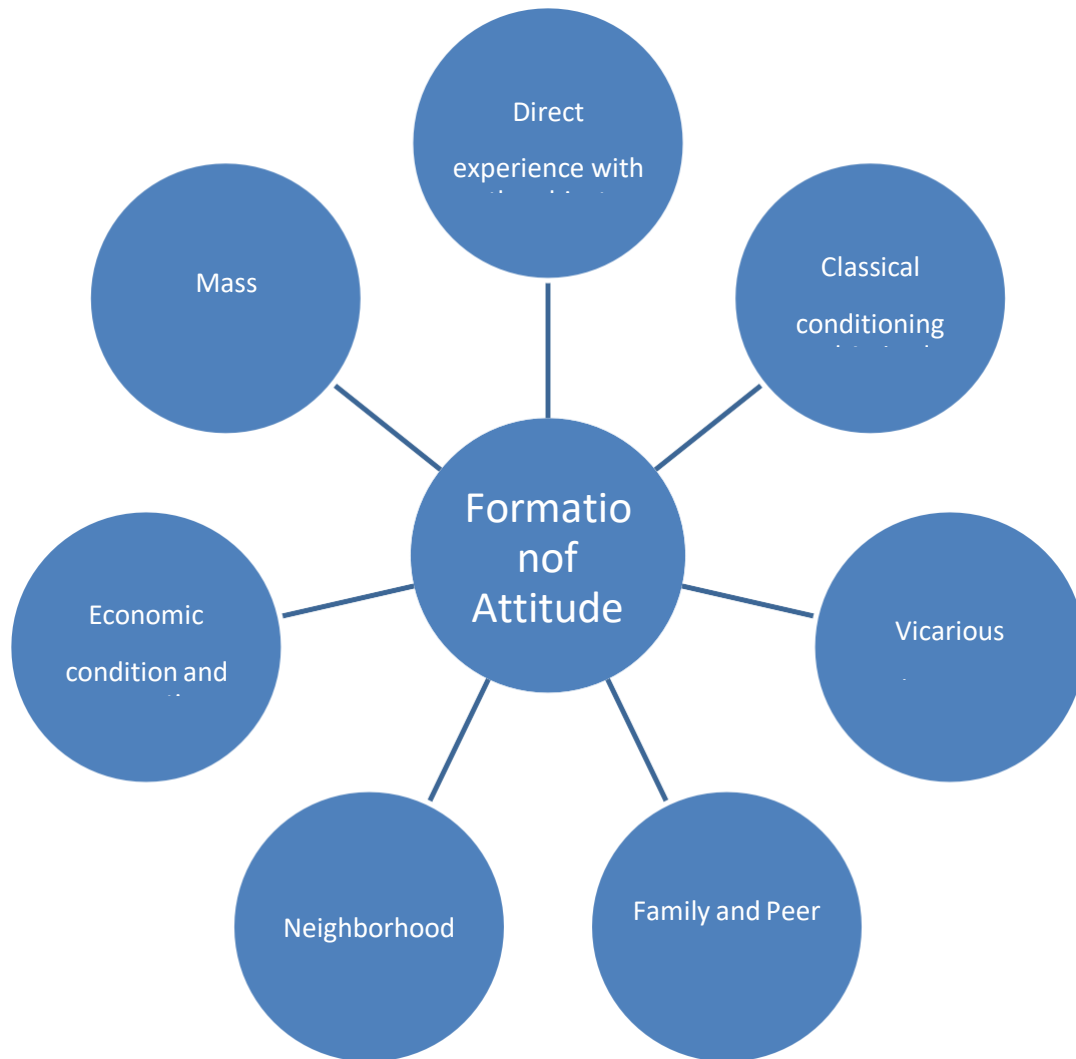 Direct
experience with
Classical
conditioning
Vicarious
Family and Peer
Neighborhood
Economic
condition and
Mass
Formatio
nof
Attitude